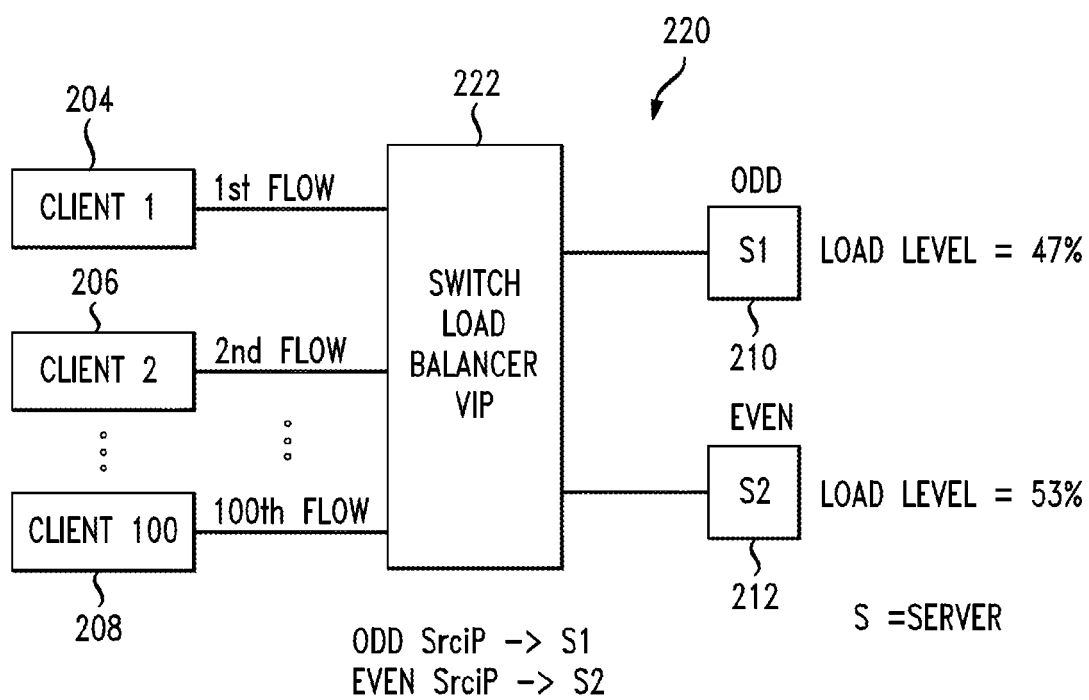 220
204
222
CLIENT 1
1st FLOW
ODD
S1
LOAD LEVEL = 47%
210
206
CLIENT 2
2nd FLOW
SWITCH
LOAD
BALANCER
VIP
EVEN
S2
LOAD LEVEL = 53%
212
CLIENT 100
100th FLOW
208
S =SERVER
ODD SrciP -> S1
EVEN SrciP -> S2